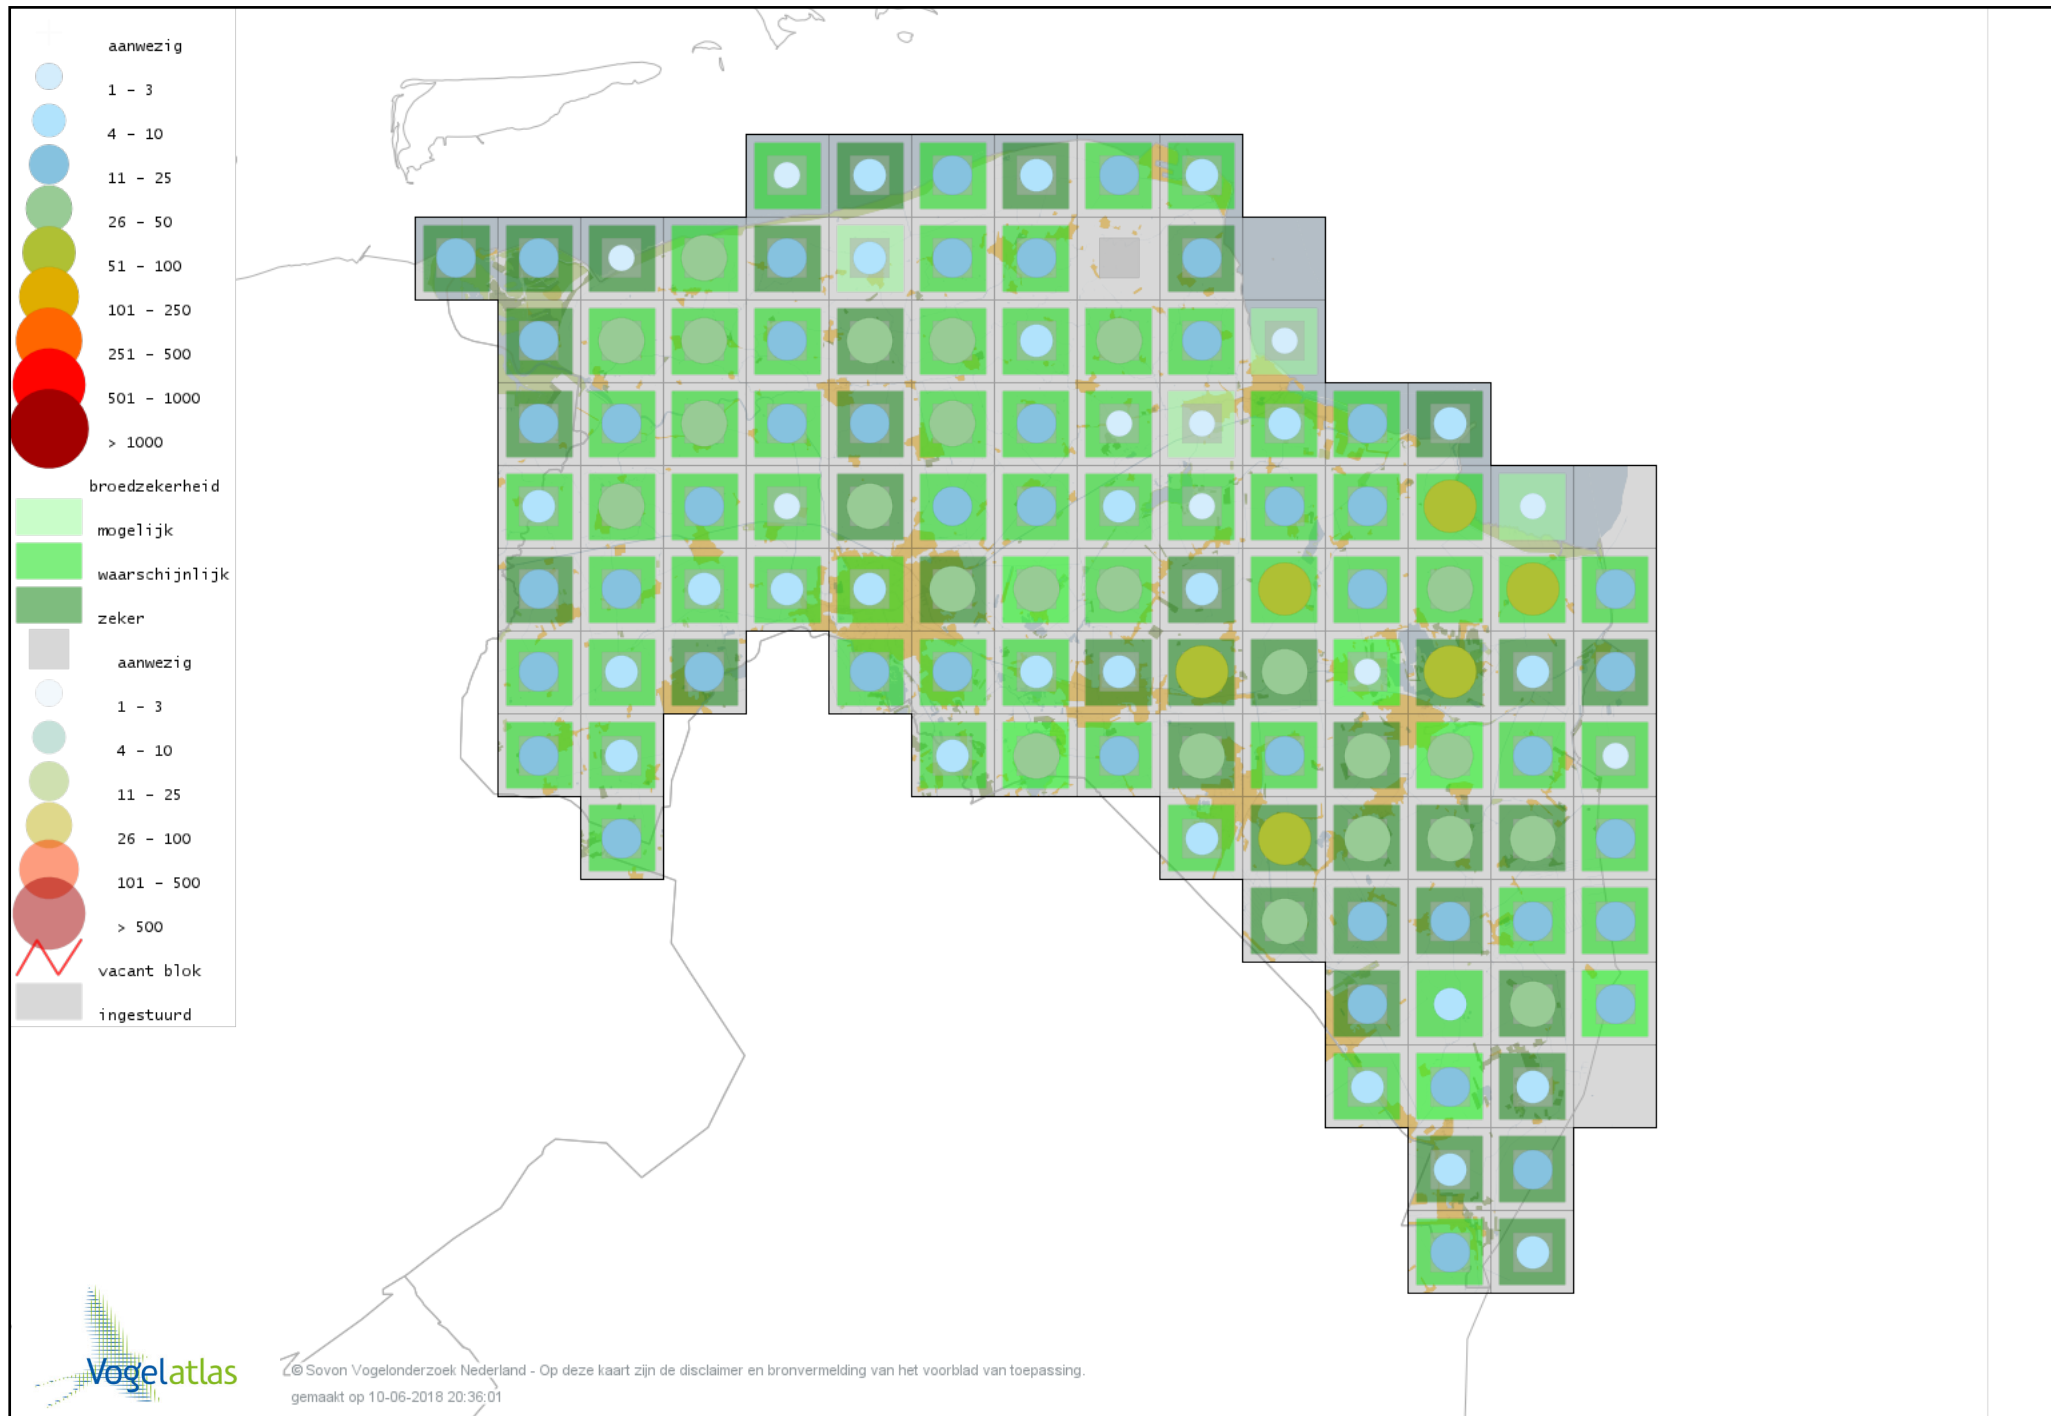 aanwezig
1 - 3
4 - 10
11 - 25
26 - 50
51 - 100
101 - 250
251 - 500
501 - 1000
> 1000
broedzekerheid
mogelijk
waarschijnlijk
zeker
aanwezig
1 - 3
4 - 10
11 - 25
26 - 100
101 - 500
> 500
vacant blok
ingestuurd
Vogelatlas
© Sovon Vogelonderzoek Nederland - Op deze kaart zijn de disclaimer en bronvermelding van het voorblad van toepassing.
gemaakt op 10-06-2018 20:36:01